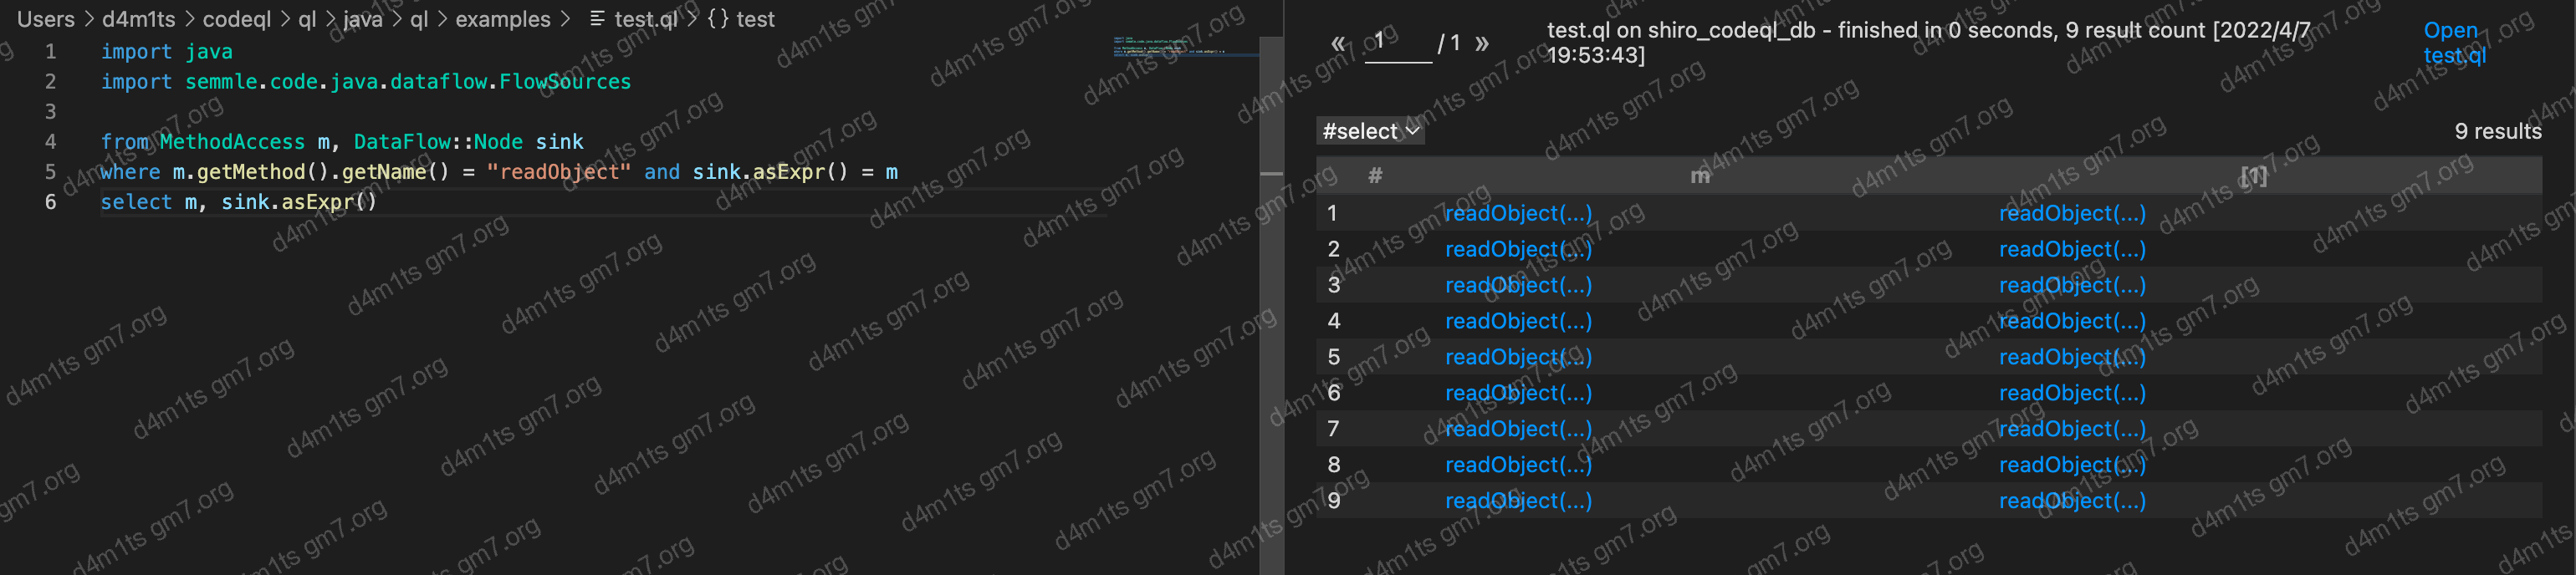 Users > d4m1ts > codeql > ql > java > ql > examples > test.ql > {} test
1 import java
2 import semmle.code.java.dataflow.FlowSources
3
4 from MethodAccess m, DataFlow::Node sink
5 where m.getMethod().getName() = "readObject" and sink.asExpr() = m
6 select m, sink.asExpr()
« 1 / 1 »
test.ql on shiro_codeql_db - finished in 0 seconds, 9 result count [2022/4/7
19:53:43]
Open
test.ql
#select
9 results
# m [1]
1 readObject(...) readObject(...)
2 readObject(...) readObject(...)
3 readObject(...) readObject(...)
4 readObject(...) readObject(...)
5 readObject(...) readObject(...)
6 readObject(...) readObject(...)
7 readObject(...) readObject(...)
8 readObject(...) readObject(...)
9 readObject(...) readObject(...)
d4m1ts gm7.org